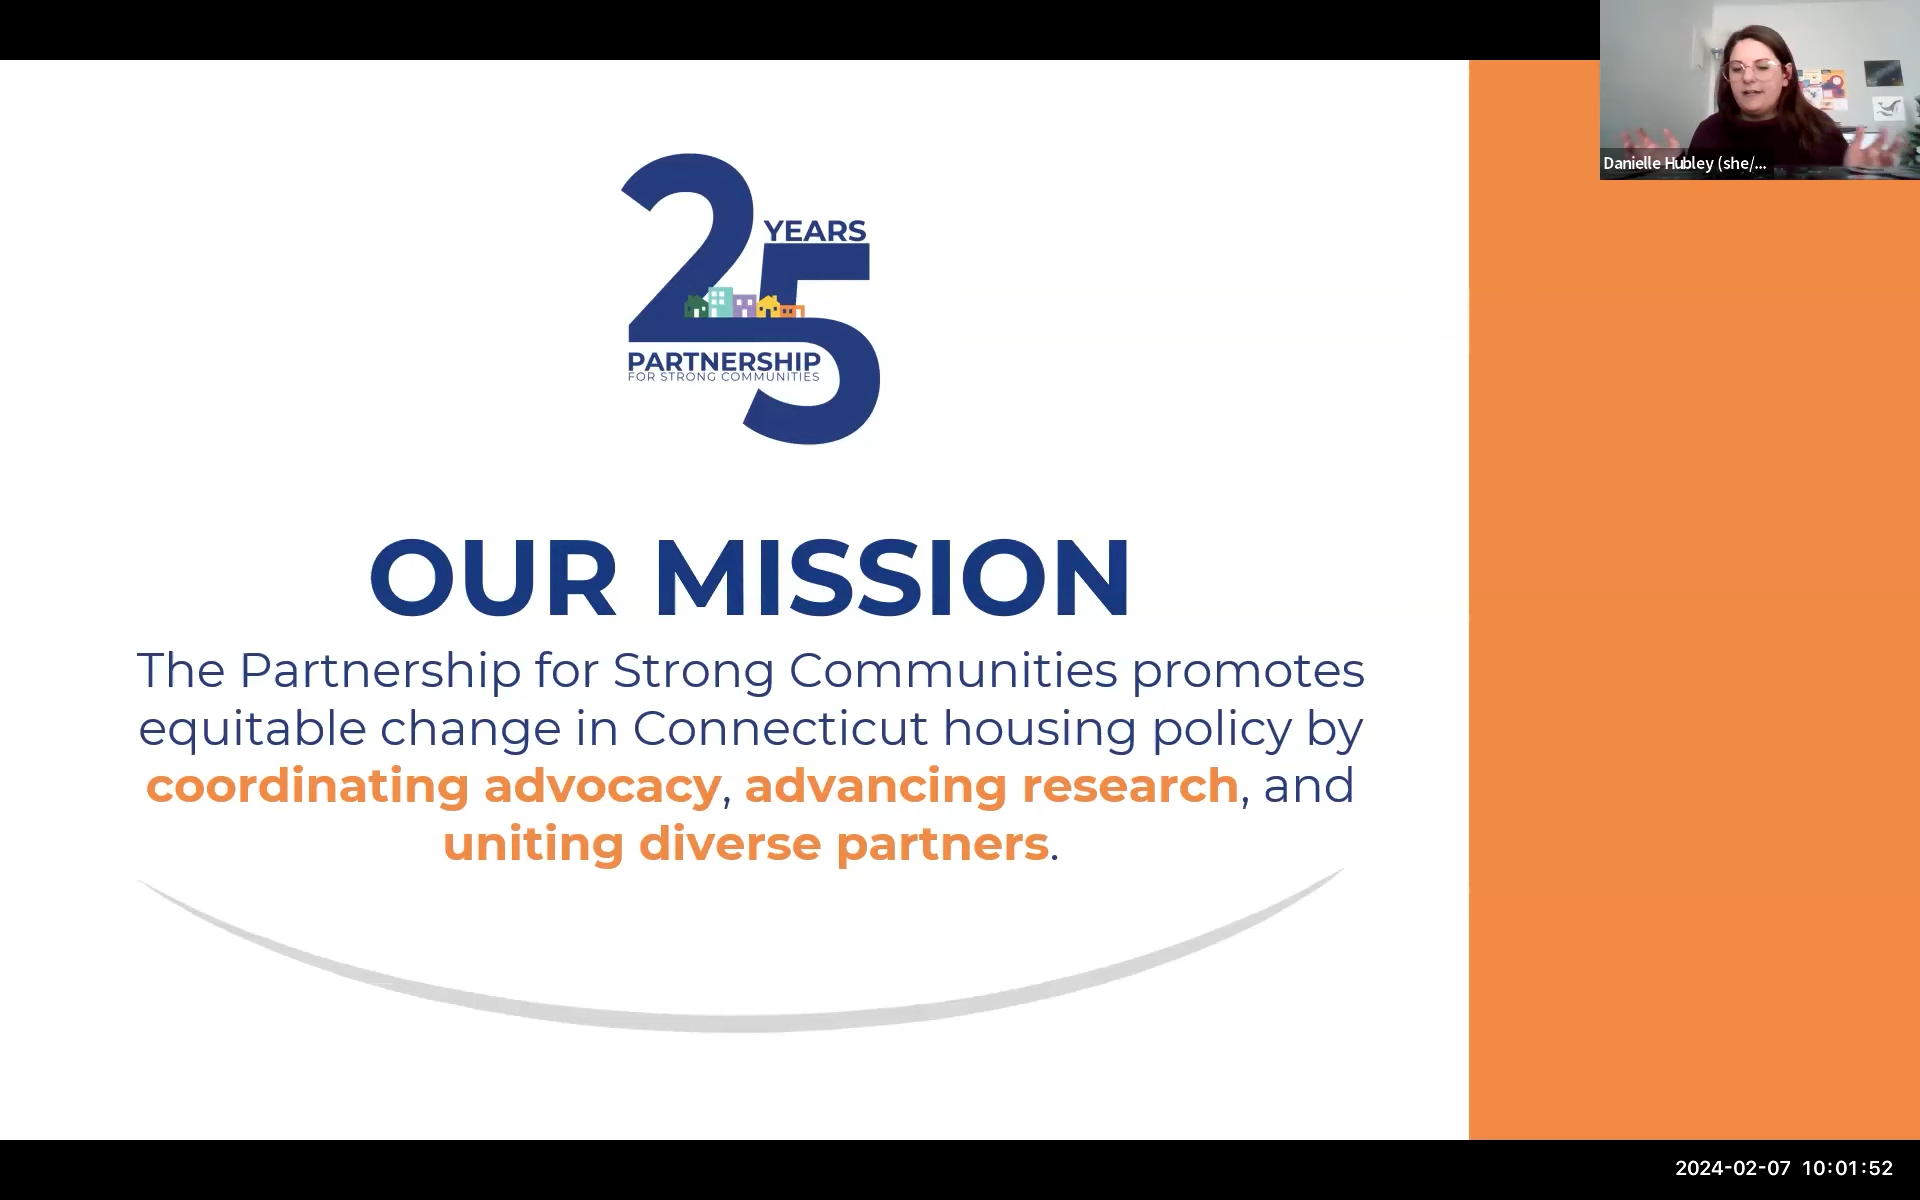 Danielle Hubley (she/...
25
YEARS
PARTNERSHIP
FOR STRONG COMMUNITIES
OUR MISSION
The Partnership for Strong Communities promotes
equitable change in Connecticut housing policy by
coordinating advocacy, advancing research, and
uniting diverse partners.
2024-02-07 10:01:52